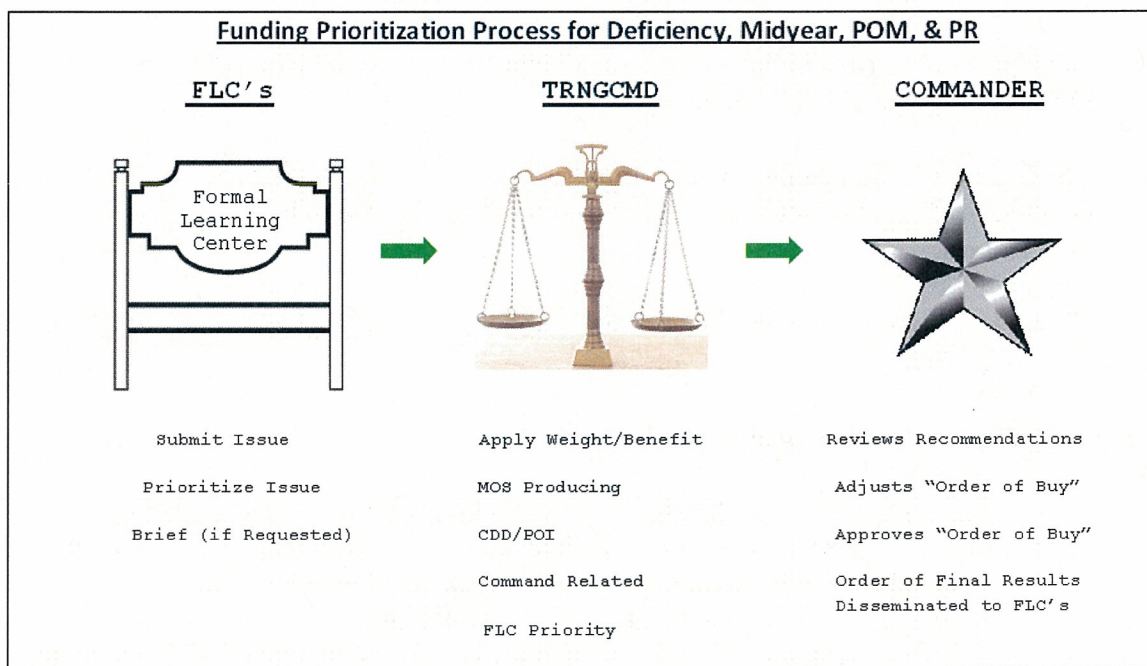 Funding Prioritization Process for Deficiency, Midyear, POM, & PR
FLC's
TRNGCMD
COMMANDER
Formal
Learning
Center
Submit Issue
Prioritize Issue
Brief (if Requested)
Apply Weight/Benefit
MOS Producing
CDD/POI
Command Related
FLC Priority
Reviews Recommendations
Adjusts “Order of Buy”
Approves “Order of Buy”
Order of Final Results
Disseminated to FLC's